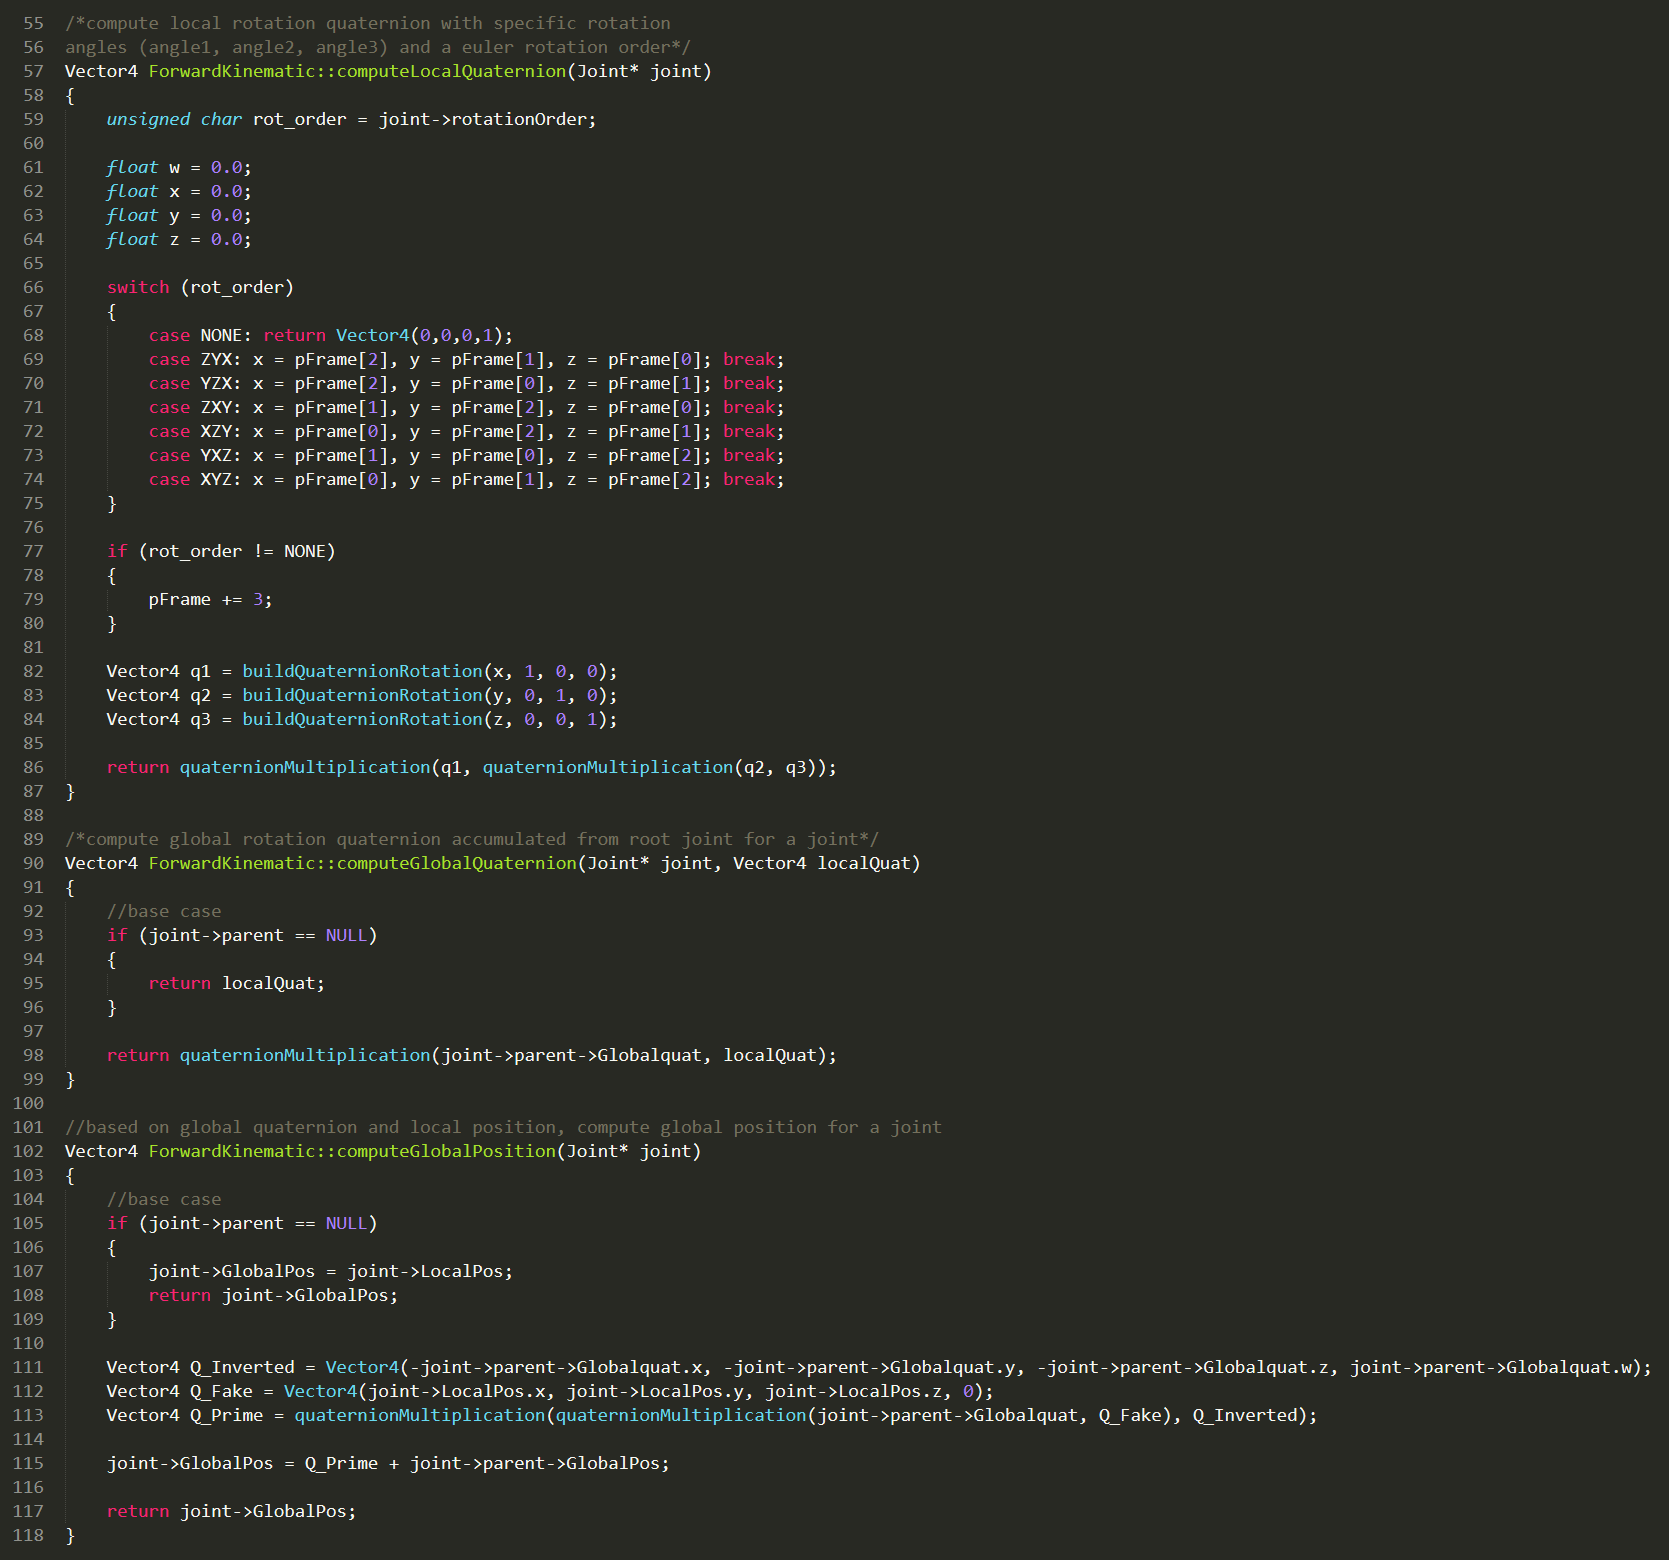 55 /*compute local rotation quaternion with specific rotation
56 angles (angle1, angle2, angle3) and a euler rotation order*/
57 Vector4 ForwardKinematic::computeLocalQuaternion(Joint* joint)
58 {
59     unsigned char rot_order = joint->rotationOrder;
60
61     float w = 0.0;
62     float x = 0.0;
63     float y = 0.0;
64     float z = 0.0;
65
66     switch (rot_order)
67     {
68         case NONE: return Vector4(0,0,0,1);
69         case ZYX: x = pFrame[2], y = pFrame[1], z = pFrame[0]; break;
70         case YZX: x = pFrame[2], y = pFrame[0], z = pFrame[1]; break;
71         case ZXY: x = pFrame[1], y = pFrame[2], z = pFrame[0]; break;
72         case XZY: x = pFrame[0], y = pFrame[2], z = pFrame[1]; break;
73         case YXZ: x = pFrame[1], y = pFrame[0], z = pFrame[2]; break;
74         case XYZ: x = pFrame[0], y = pFrame[1], z = pFrame[2]; break;
75     }
76
77     if (rot_order != NONE)
78     {
79         pFrame += 3;
80     }
81
82     Vector4 q1 = buildQuaternionRotation(x, 1, 0, 0);
83     Vector4 q2 = buildQuaternionRotation(y, 0, 1, 0);
84     Vector4 q3 = buildQuaternionRotation(z, 0, 0, 1);
85
86     return quaternionMultiplication(q1, quaternionMultiplication(q2, q3));
87 }
88
89 /*compute global rotation quaternion accumulated from root joint for a joint*/
90 Vector4 ForwardKinematic::computeGlobalQuaternion(Joint* joint, Vector4 localQuat)
91 {
92     //base case
93     if (joint->parent == NULL)
94     {
95         return localQuat;
96     }
97
98     return quaternionMultiplication(joint->parent->Globalquat, localQuat);
99 }
100
101 //based on global quaternion and local position, compute global position for a joint
102 Vector4 ForwardKinematic::computeGlobalPosition(Joint* joint)
103 {
104     //base case
105     if (joint->parent == NULL)
106     {
107         joint->GlobalPos = joint->LocalPos;
108         return joint->GlobalPos;
109     }
110
111     Vector4 Q_Inverted = Vector4(-joint->parent->Globalquat.x, -joint->parent->Globalquat.y, -joint->parent->Globalquat.z, joint->parent->Globalquat.w);
112     Vector4 Q_Fake = Vector4(joint->LocalPos.x, joint->LocalPos.y, joint->LocalPos.z, 0);
113     Vector4 Q_Prime = quaternionMultiplication(quaternionMultiplication(joint->parent->Globalquat, Q_Fake), Q_Inverted);
114
115     joint->GlobalPos = Q_Prime + joint->parent->GlobalPos;
116
117     return joint->GlobalPos;
118 }